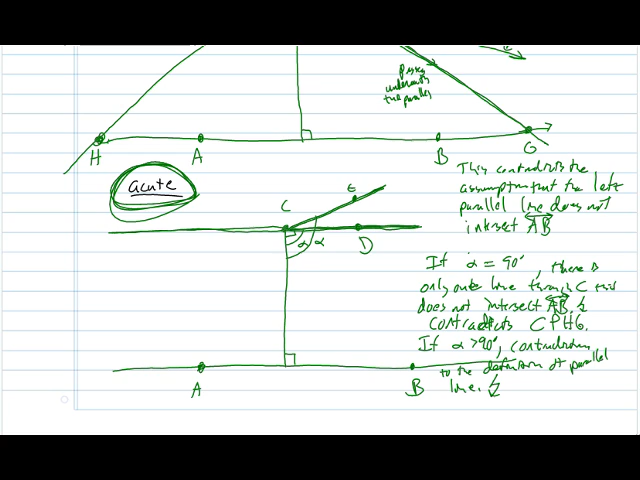 passes
underneath
the parallel
H
A
B
G
acute
This contradicts the
assumption that the left
parallel line does not
intersect AB
C
E
α α
D
If α = 90°, there is
only one line through C that
does not intersect AB.
Contradicts CPH6.
If α > 90°, contradiction
to the definition of parallel
line.
A
B